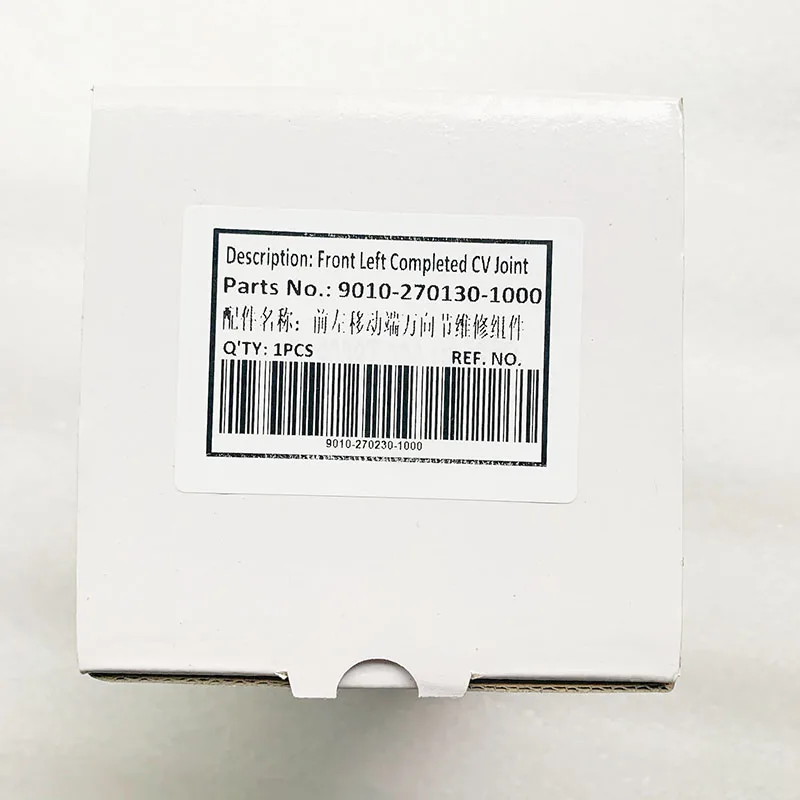 Description: Front Left Completed CV Joint
Parts No.: 9010-270130-1000
配件名称: 前左移动端万向节维修组件
Q'TY: 1PCS REF. NO.
9010-270230-1000